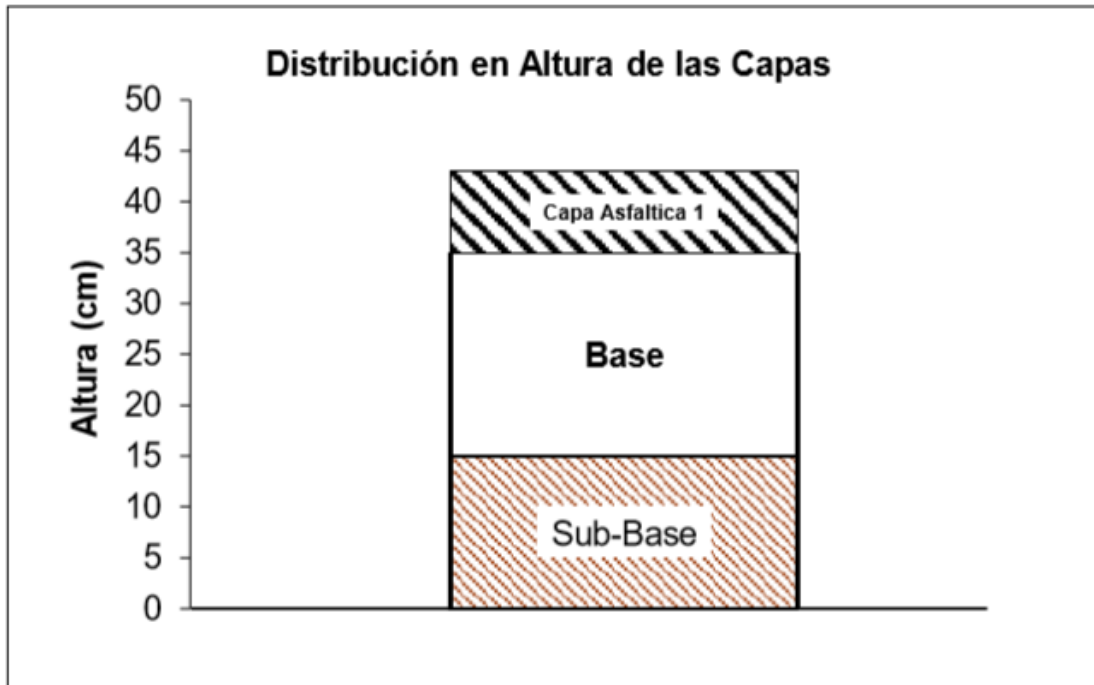 Distribución en Altura de las Capas
50
45
40
35
30
25
20
15
10
5
0
Altura (cm)
Capa Asfaltica 1
Base
Sub-Base